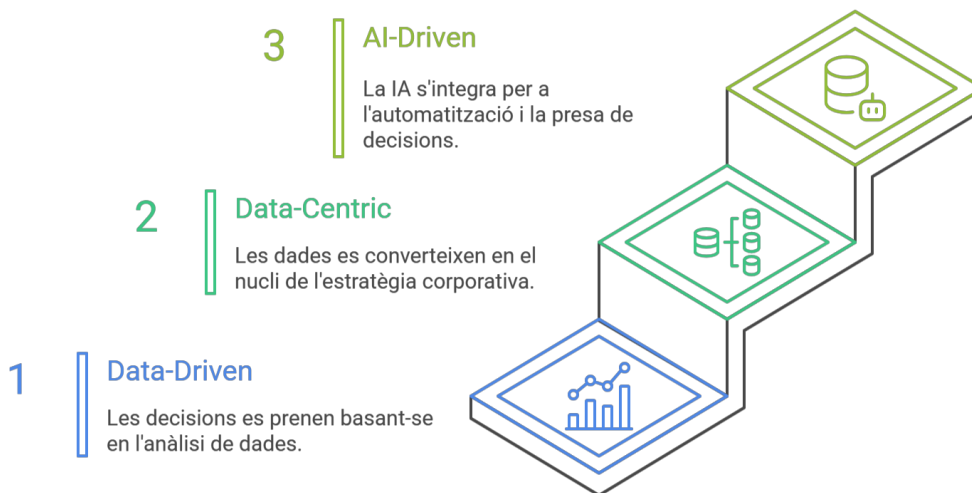 3
AI-Driven
La IA s'integra per a
l'automatització i la presa de
decisions.
2
Data-Centric
Les dades es converteixen en el
nucli de l'estratègia corporativa.
1
Data-Driven
Les decisions es prenen basant-se
en l'anàlisi de dades.